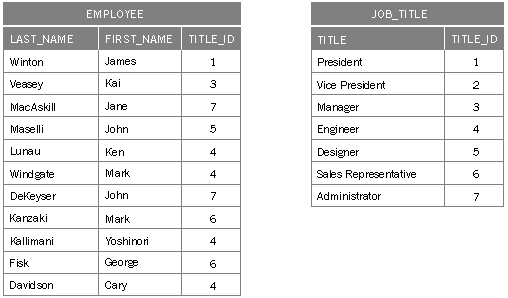 EMPLOYEE
LAST_NAME FIRST_NAME TITLE_ID
Winton James 1
Veasey Kai 3
MacAskill Jane 7
Maselli John 5
Lunau Ken 4
Windgate Mark 4
DeKeyser John 7
Kanzaki Mark 6
Kallimani Yoshinori 4
Fisk George 6
Davidson Cary 4
JOB_TITLE
TITLE TITLE_ID
President 1
Vice President 2
Manager 3
Engineer 4
Designer 5
Sales Representative 6
Administrator 7